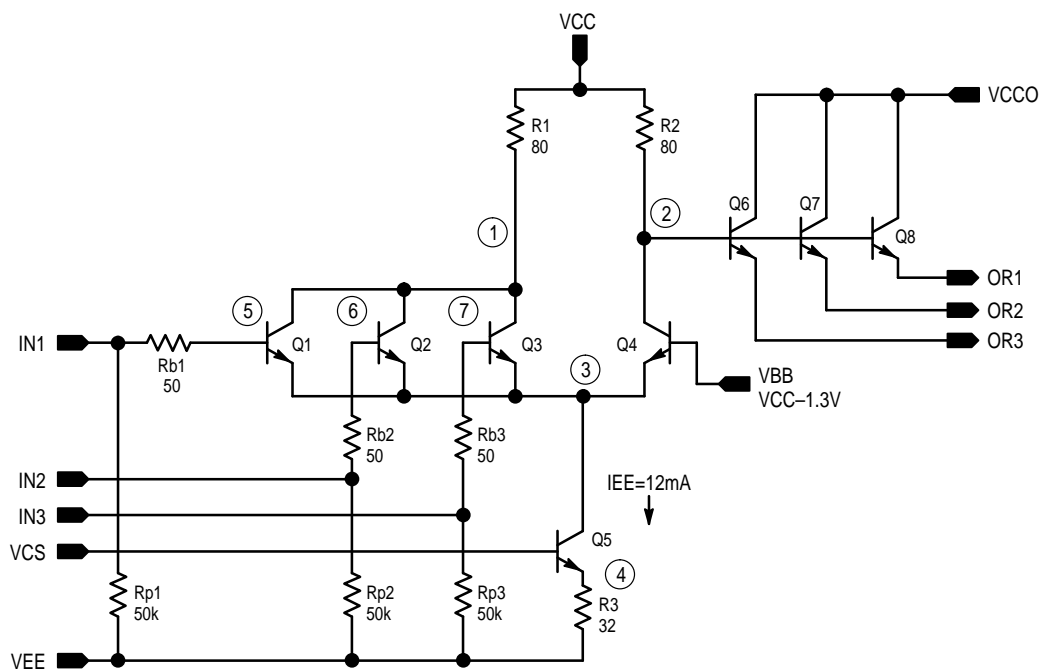 VCC
VCCO
R1
80
R2
80
Q6
Q7
Q8
2
1
OR1
OR2
OR3
5
6
7
IN1
Rb1
50
Q1
Q2
Q3
Q4
3
VBB
VCC–1.3V
Rb2
50
Rb3
50
IN2
IN3
IEE=12mA
VCS
Q5
4
Rp1
50k
Rp2
50k
Rp3
50k
R3
32
VEE